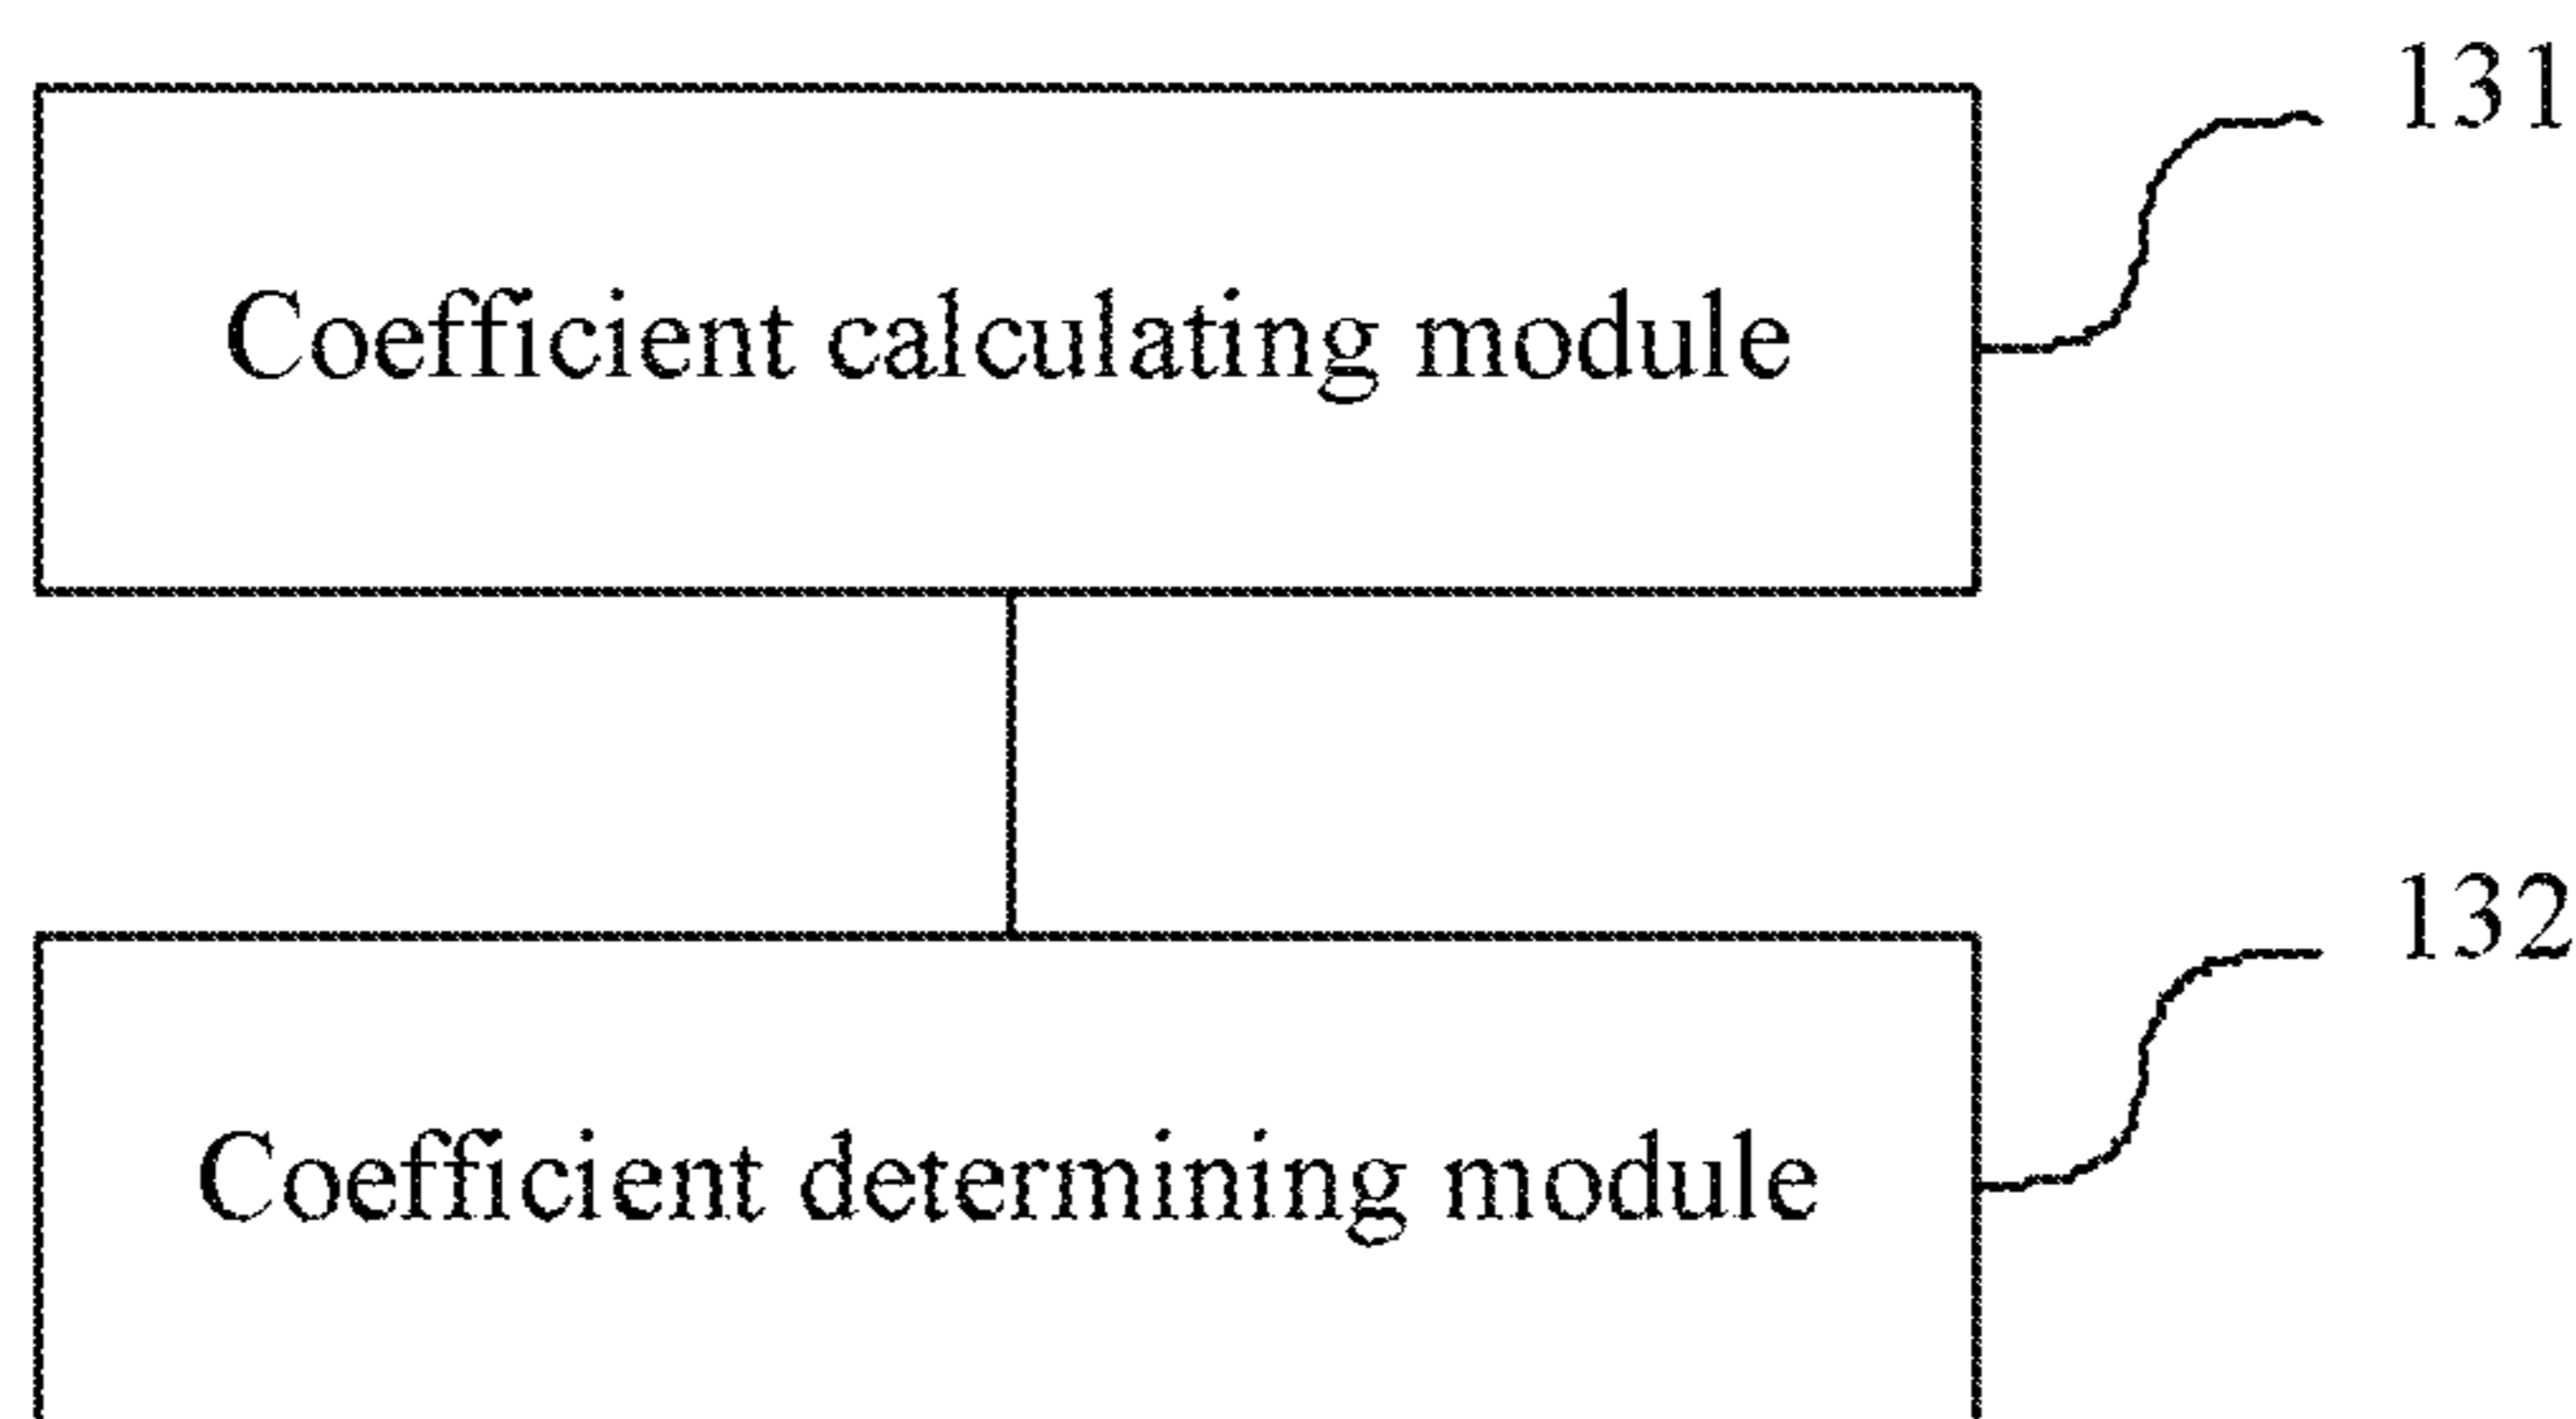 131
Coefficient calculating module
132
Coefficient determining module